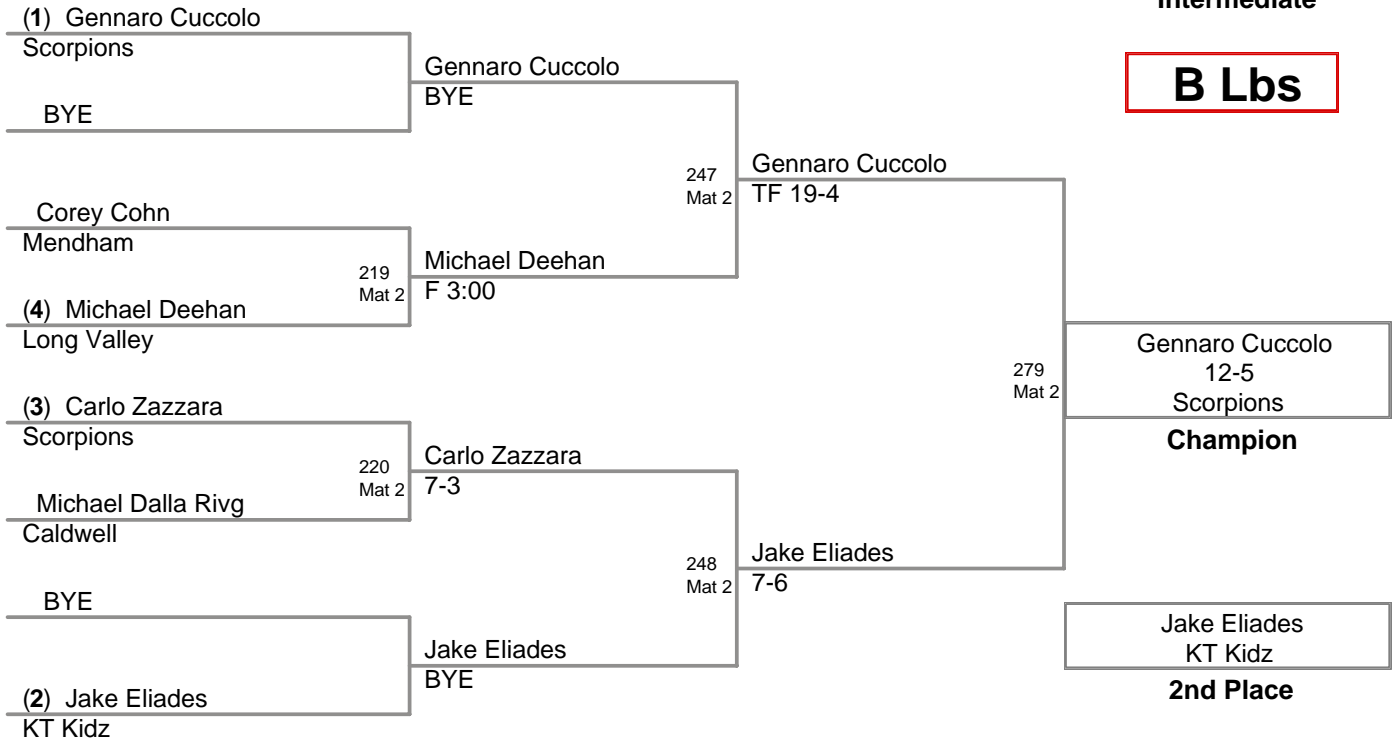 Intermediate
B Lbs
(1) Gennaro Cuccolo
Scorpions
BYE
Corey Cohn
Mendham
(4) Michael Deehan
Long Valley
(3) Carlo Zazzara
Scorpions
Michael Dalla Rivg
Caldwell
BYE
(2) Jake Eliades
KT Kidz
219
Mat 2
220
Mat 2
Gennaro Cuccolo
BYE
Michael Deehan
F 3:00
Carlo Zazzara
7-3
Jake Eliades
BYE
247
Mat 2
248
Mat 2
Gennaro Cuccolo
TF 19-4
Jake Eliades
7-6
279
Mat 2
Gennaro Cuccolo
12-5
Scorpions
Champion
Jake Eliades
KT Kidz
2nd Place